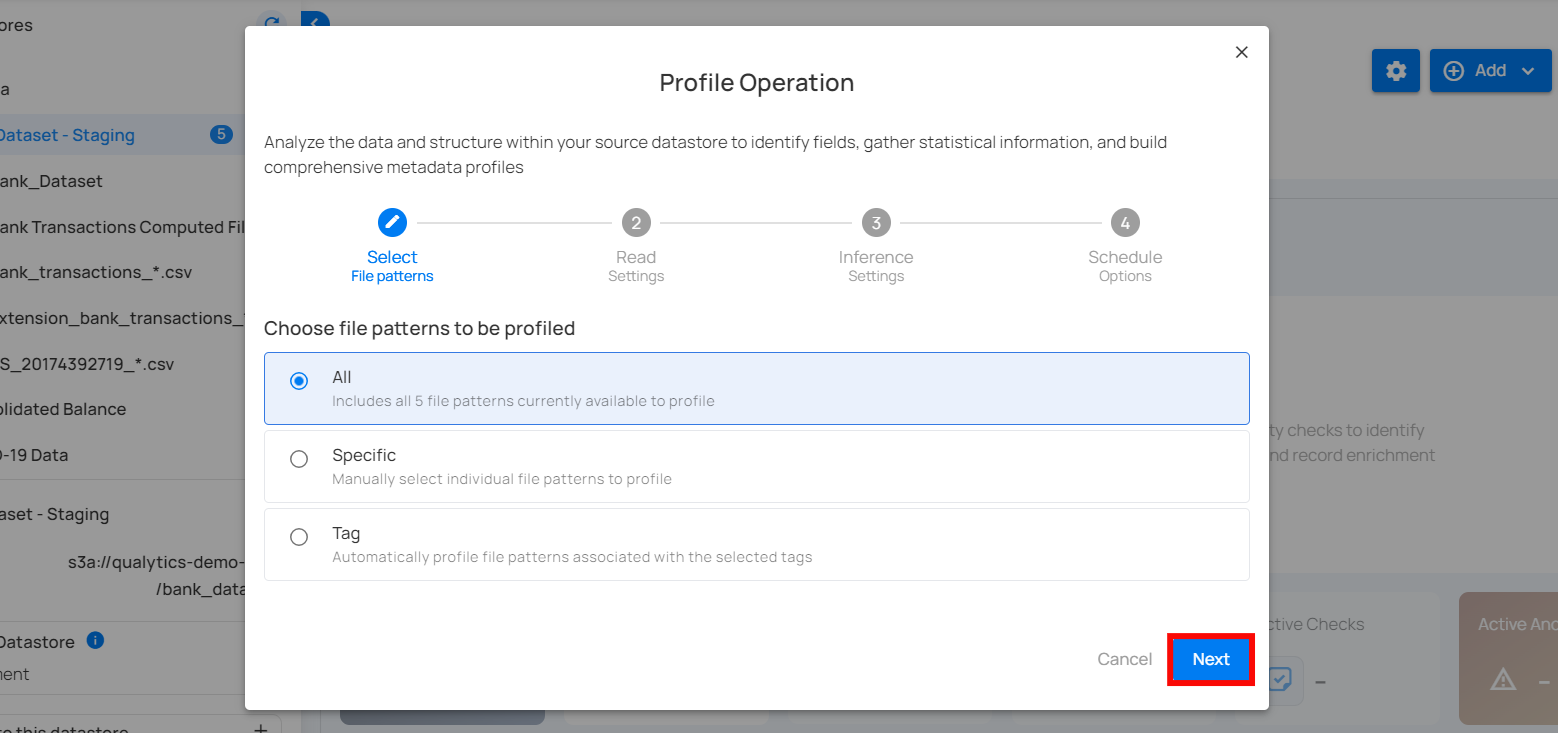 ores
a
Dataset - Staging
5
ank_Dataset
ank Transactions Computed Fil
ank_transactions_*.csv
xtension_bank_transactions_
S_20174392719_*.csv
olidated Balance
-19 Data
aset - Staging
s3a://qualytics-demo-
/bank_data
Datastore
ment
to this datastore
Add
Profile Operation
Analyze the data and structure within your source datastore to identify fields, gather statistical information, and build
comprehensive metadata profiles
Select
File patterns
2
Read
Settings
3
Inference
Settings
4
Schedule
Options
Choose file patterns to be profiled
All
Includes all 5 file patterns currently available to profile
Specific
Manually select individual file patterns to profile
Tag
Automatically profile file patterns associated with the selected tags
Cancel
Next
ty checks to identify
nd record enrichment
ctive Checks
–
Active Ano
–